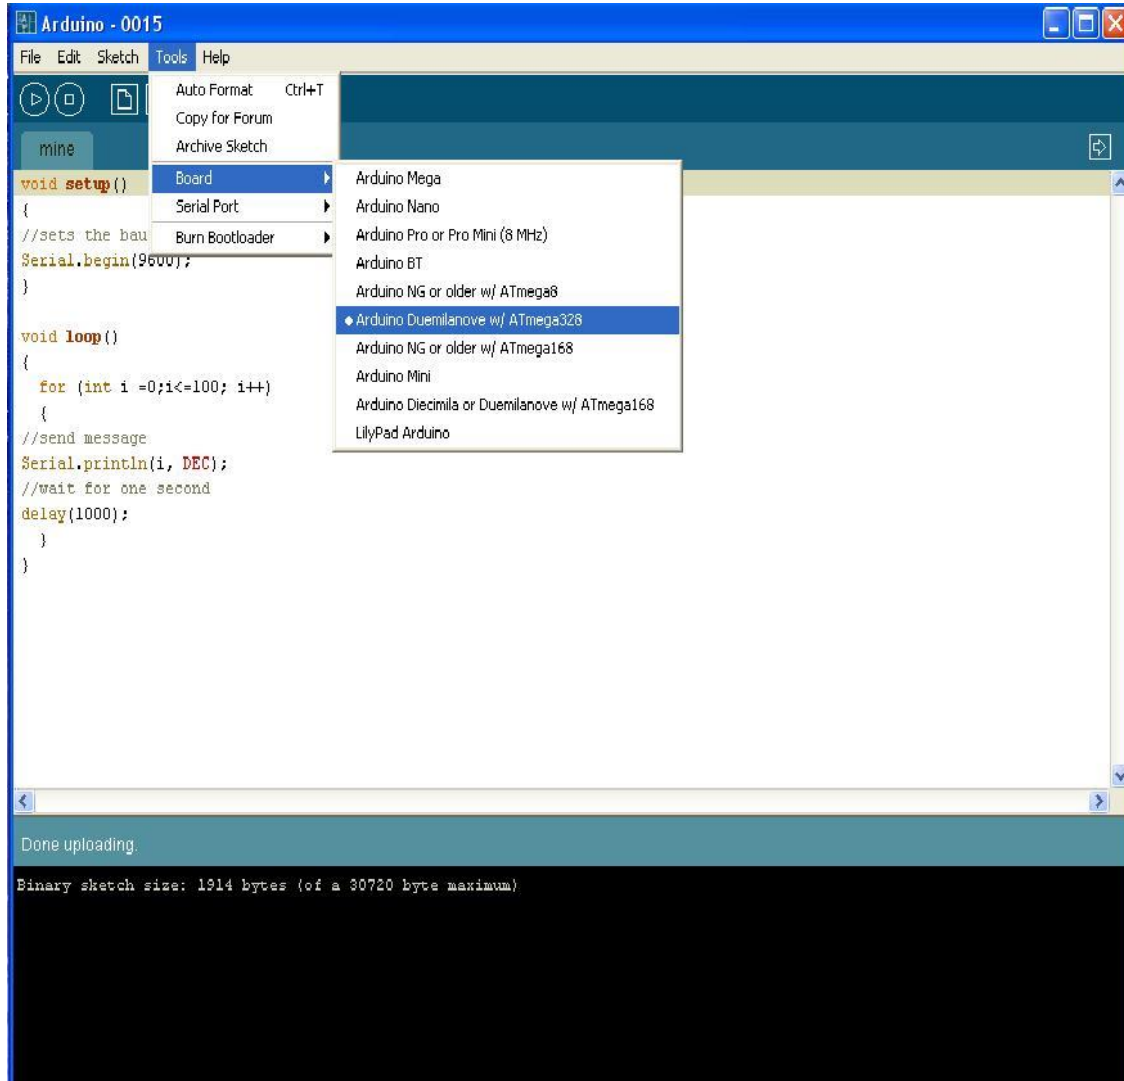 Arduino - 0015
File Edit Sketch Tools Help
Auto Format Ctrl+T
Copy for Forum
Archive Sketch
Board
Serial Port
Burn Bootloader
Arduino Mega
Arduino Nano
Arduino Pro or Pro Mini (8 MHz)
Arduino BT
Arduino NG or older w/ ATmega8
Arduino Duemilanove w/ ATmega328
Arduino NG or older w/ ATmega168
Arduino Mini
Arduino Diecimila or Duemilanove w/ ATmega168
LilyPad Arduino
mine
void setup()
{
//sets the bau
Serial.begin(9600);
}
void loop()
{
for (int i =0;i<=100; i++)
{
//send message
Serial.println(i, DEC);
//wait for one second
delay(1000);
}
}
Done uploading.
Binary sketch size: 1914 bytes (of a 30720 byte maximum)